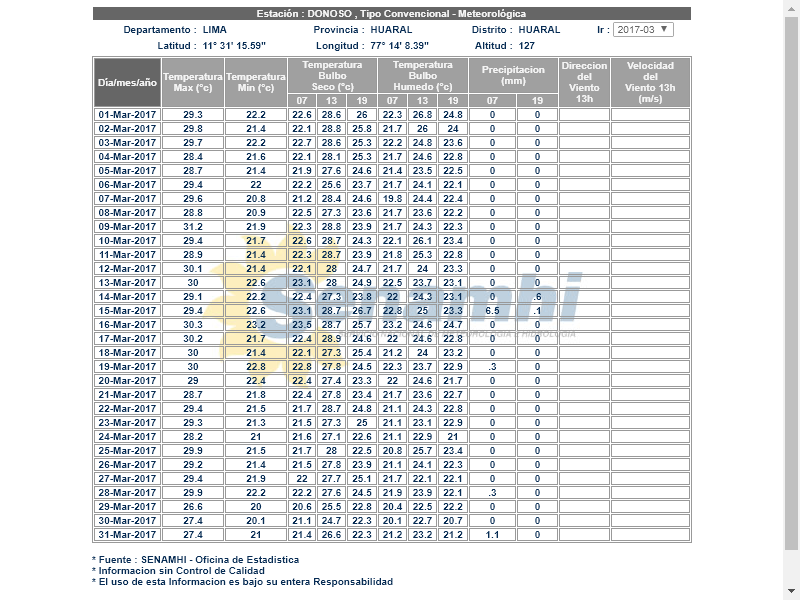 Estación : DONOSO , Tipo Convencional - Meteorológica
Departamento : LIMA Provincia : HUARAL Distrito : HUARAL Ir : 2017-03
Latitud : 11° 31' 15.59" Longitud : 77° 14' 8.39" Altitud : 127
Dia/mes/año Temperatura Max (°c) Temperatura Min (°c) Temperatura Bulbo Seco (°c) Temperatura Bulbo Humedo (°c) Precipitacion (mm) Direccion del Viento 13h Velocidad del Viento 13h (m/s)
07 13 19 07 13 19 07 19
01-Mar-2017 29.3 22.2 22.6 28.6 26 22.3 26.8 24.8 0 0
02-Mar-2017 29.8 21.4 22.1 28.8 25.8 21.7 26 24 0 0
03-Mar-2017 29.7 22.2 22.7 28.6 25.3 22.2 24.8 23.6 0 0
04-Mar-2017 28.4 21.6 22.1 28.1 25.3 21.7 24.6 22.8 0 0
05-Mar-2017 28.7 21.4 21.9 27.6 24.6 21.4 23.5 22.5 0 0
06-Mar-2017 29.4 22 22.2 25.6 23.7 21.7 24.1 22.1 0 0
07-Mar-2017 29.6 20.8 21.2 28.4 24.6 19.8 24.4 22.4 0 0
08-Mar-2017 28.8 20.9 22.5 27.3 23.6 21.7 23.6 22.2 0 0
09-Mar-2017 31.2 21.9 22.3 28.8 23.9 21.7 24.3 22.3 0 0
10-Mar-2017 29.4 21.7 22.6 28.7 24.3 22.1 26.1 23.4 0 0
11-Mar-2017 28.9 21.4 22.3 28.7 23.9 21.8 25.3 22.8 0 0
12-Mar-2017 30.1 21.4 22.1 28 24.7 21.7 24 23.3 0 0
13-Mar-2017 30 22.6 23.1 28 24.9 22.5 23.7 23.1 0 0
14-Mar-2017 29.1 22.2 22.4 27.3 23.8 24.3 23.1 0 .6
15-Mar-2017 29.4 22.6 23.1 28.7 26.7 22.8 25 23.3 6.5 .1
16-Mar-2017 30.3 23.2 23.5 28.7 25.7 23.2 24.6 24.7 0 0
17-Mar-2017 30.2 21.7 22.4 28.9 24.6 22 24.6 22.8 0 0
18-Mar-2017 30 21.4 22.1 27.3 25.4 21.2 24 23.2 0 0
19-Mar-2017 30 22.8 22.8 27.8 24.5 22.3 23.7 22.9 .3 0
20-Mar-2017 29 22.4 22.4 27.4 23.3 22 24.6 21.7 0 0
21-Mar-2017 28.7 21.8 22.4 27.8 23.4 21.7 23.6 22.7 0 0
22-Mar-2017 29.4 21.5 21.7 28.7 24.8 21.1 24.3 22.8 0 0
23-Mar-2017 29.3 21.3 21.5 27.3 25 21.1 23.1 22.9 0 0
24-Mar-2017 28.2 21 21.6 27.1 22.6 21.1 22.9 21 0 0
25-Mar-2017 29.9 21.5 21.7 28 22.5 20.8 25.7 23.4 0 0
26-Mar-2017 29.2 21.4 21.5 27.8 23.9 21.1 24.1 22.3 0 0
27-Mar-2017 29.4 21.9 22 27.7 25.1 21.7 22.1 22.1 0 0
28-Mar-2017 29.9 22.2 22.2 27.6 24.5 21.9 23.9 22.1 .3 0
29-Mar-2017 26.6 20 20.6 25.5 22.8 20.4 22.5 22.2 0 0
30-Mar-2017 27.4 20.1 21.1 24.7 22.3 20.1 22.7 20.7 0 0
31-Mar-2017 27.4 21 21.4 26.6 22.3 21.2 23.2 21.2 1.1 0
Senamhi
* Fuente : SENAMHI - Oficina de Estadistica
* Informacion sin Control de Calidad
* El uso de esta Informacion es bajo su entera Responsabilidad